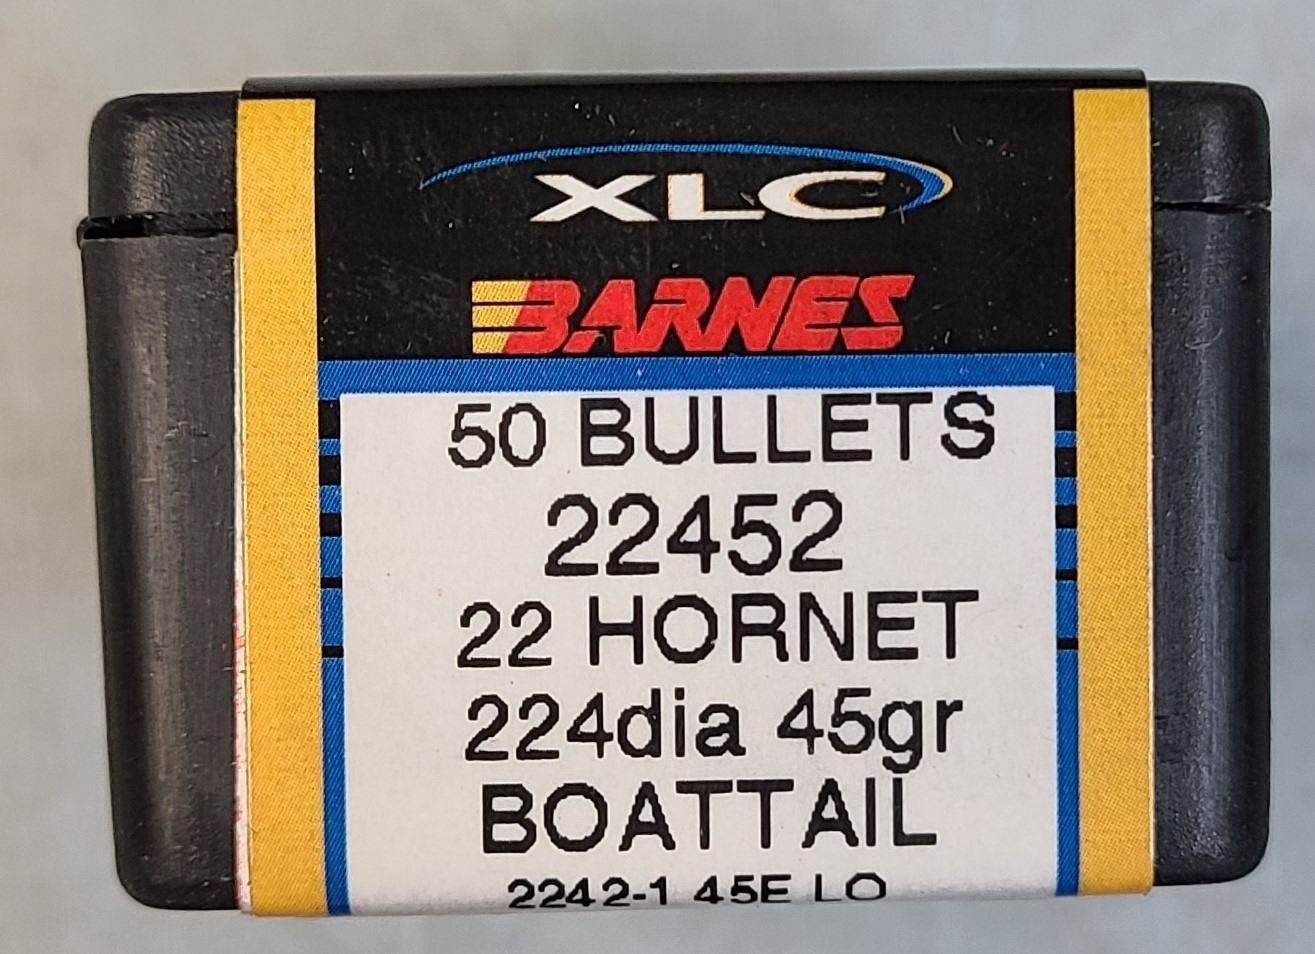 XLC
BARNES
50 BULLETS
22452
22 HORNET
224dia 45gr
BOATTAIL
2242-1 45E LO